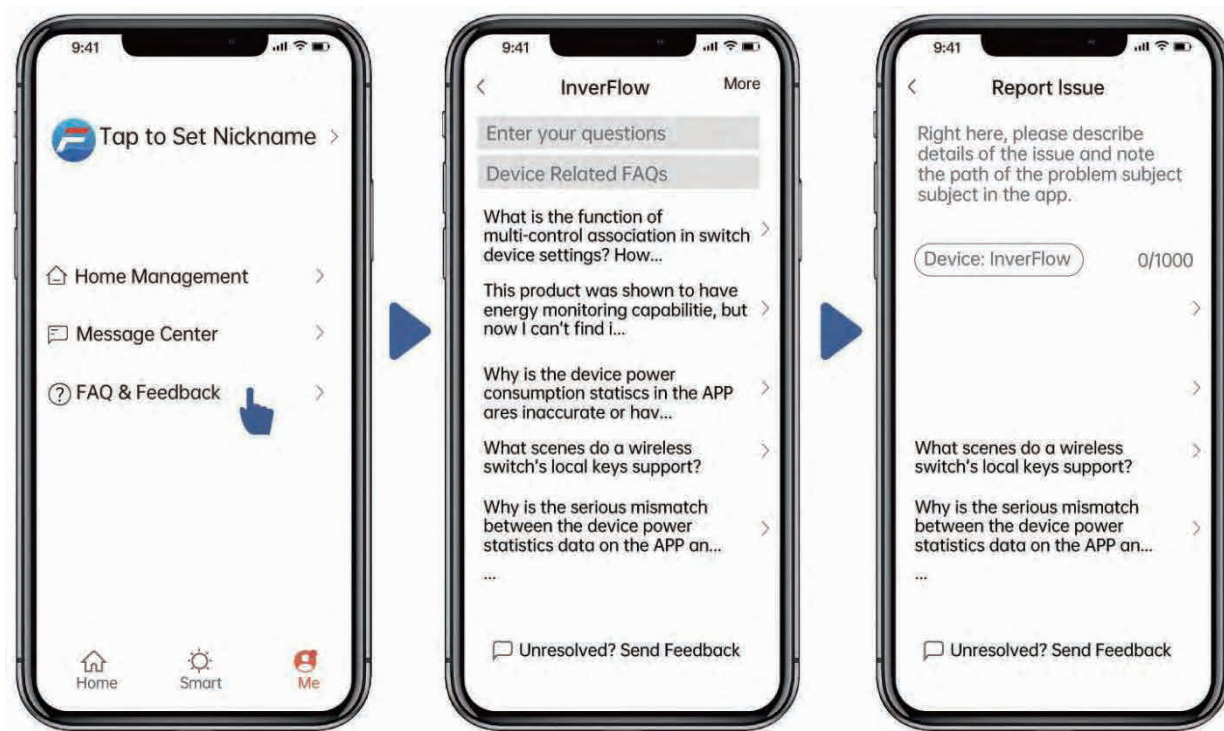 9:41
Tap to Set Nickname
Home Management
Message Center
FAQ & Feedback
Home
Smart
Me
9:41
InverFlow
More
Enter your questions
Device Related FAQs
What is the function of
multi-control association in switch
device settings? How...
This product was shown to have
energy monitoring capabilitie, but
now I can't find i...
Why is the device power
consumption statiscs in the APP
ares inaccurate or hav...
What scenes do a wireless
switch's local keys support?
Why is the serious mismatch
between the device power
statistics data on the APP an...
...
Unresolved? Send Feedback
9:41
Report Issue
Right here, please describe
details of the issue and note
the path of the problem subject
subject in the app.
Device: InverFlow
0/1000
What scenes do a wireless
switch's local keys support?
Why is the serious mismatch
between the device power
statistics data on the APP an...
...
Unresolved? Send Feedback